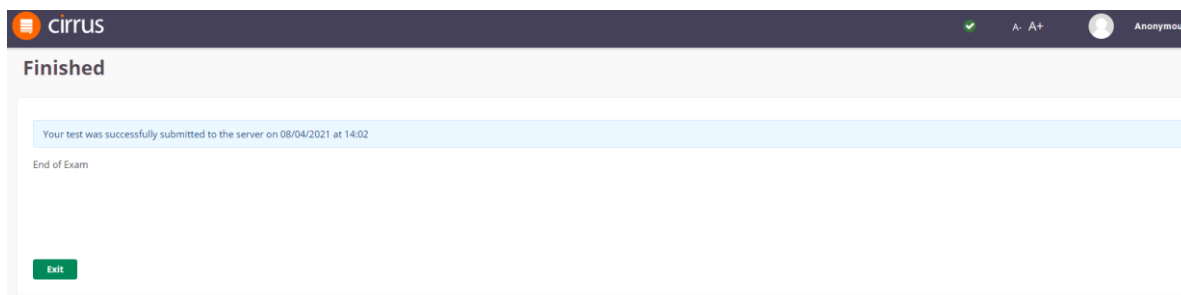 cirrus
A- A+
Finished
Your test was successfully submitted to the server on 08/04/2021 at 14:02
End of Exam
Exit